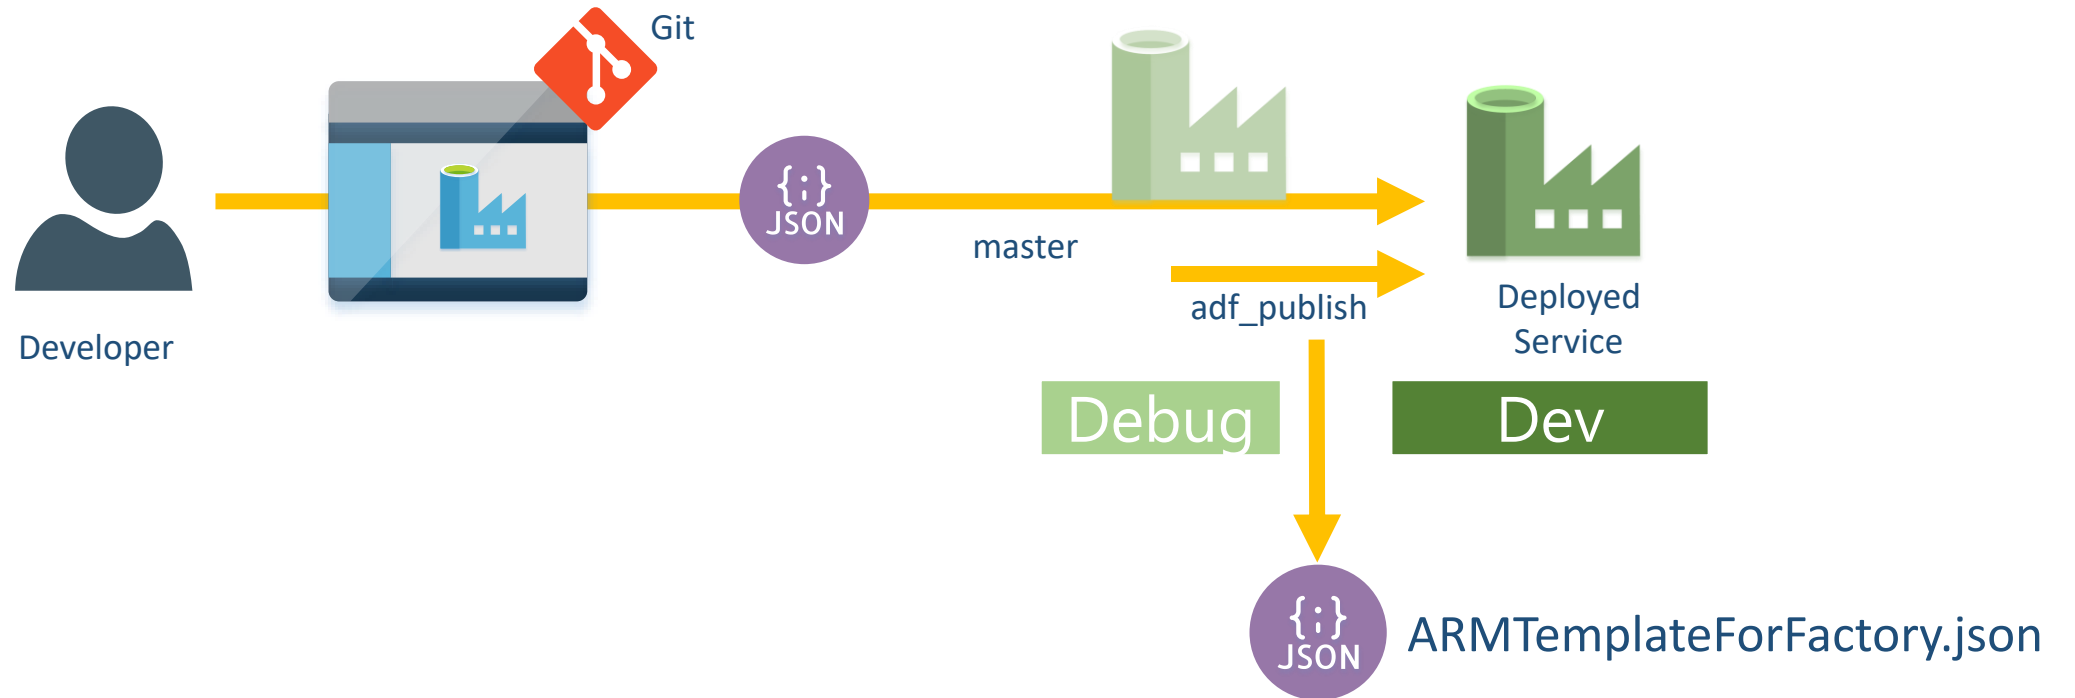 Git
{;}
JSON
master
adf_publish
Developer
Deployed
Service
Debug
Dev
{;}
JSON
ARMTemplateForFactory.json